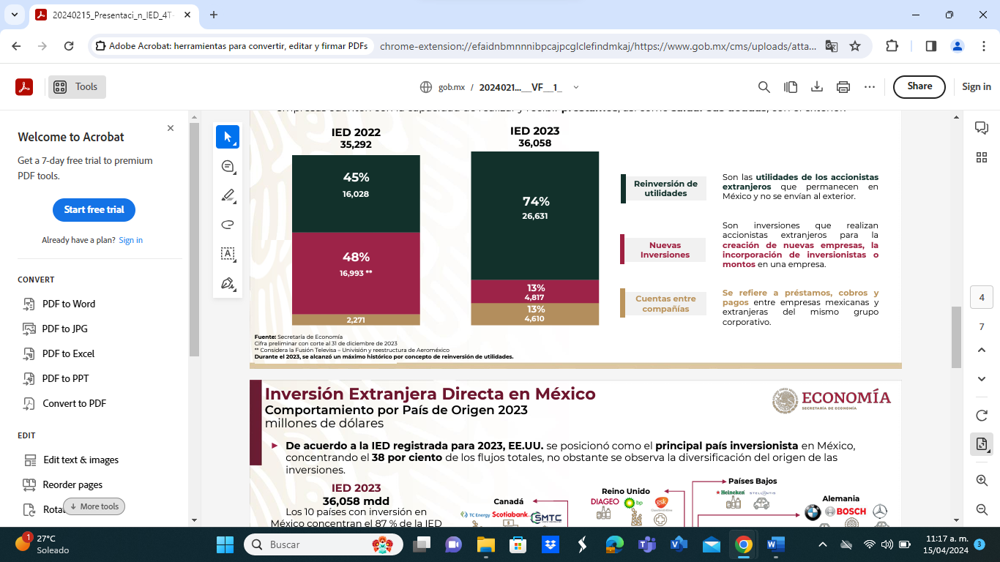 20240215_Presentaci_n_IED_4T-
Adobe Acrobat: herramientas para convertir, editar y firmar PDFs
chrome-extension://efaidnbmnnnibpcajpcglclefindmkaj/https://www.gob.mx/cms/uploads/atta...
Tools
gob.mx / 2024021...__VF__1_
Share
Sign in
Welcome to Acrobat
Get a 7-day free trial to premium
PDF tools.
Start free trial
Already have a plan? Sign in
CONVERT
PDF to Word
PDF to JPG
PDF to Excel
PDF to PPT
Convert to PDF
EDIT
Edit text & images
Reorder pages
Rota
More tools
empresas cuenten con la capacidad de realizar y recibir préstamos, así como saldar sus deudas, con el exterior.
IED 2022
35,292
45%
16,028
48%
16,993 **
2,271
IED 2023
36,058
74%
26,631
13%
4,817
13%
4,610
Reinversión de
utilidades
Son las utilidades de los accionistas
extranjeros que permanecen en
México y no se envían al exterior.
Nuevas
Inversiones
Son inversiones que realizan
accionistas extranjeros para la
creación de nuevas empresas, la
incorporación de inversionistas o
montos en una empresa.
Cuentas entre
compañías
Se refiere a préstamos, cobros y
pagos entre empresas mexicanas y
extranjeras del mismo grupo
corporativo.
Fuente: Secretaría de Economía
Cifra preliminar con corte al 31 de diciembre de 2023
** Considera la Fusión Televisa – Univisión y reestructura de Aeroméxico
Durante el 2023, se alcanzó un máximo histórico por concepto de reinversión de utilidades.
Inversión Extranjera Directa en México
Comportamiento por País de Origen 2023
millones de dólares
ECONOMÍA
SECRETARÍA DE ECONOMÍA
De acuerdo a la IED registrada para 2023, EE.UU. se posicionó como el principal país inversionista en México,
concentrando el 38 por ciento de los flujos totales, no obstante se observa la diversificación del origen de las
inversiones.
IED 2023
36,058 mdd
Los 10 países con inversión en
México concentran el 87 % de la IED
Canadá
TC Energy Scotiabank SMTC
Reino Unido
DIAGEO bp gsk
Países Bajos
Heineken STELLANTIS
Alemania
BMW BOSCH
4
7
1
27°C
Soleado
Buscar
11:17 a. m.
15/04/2024
3